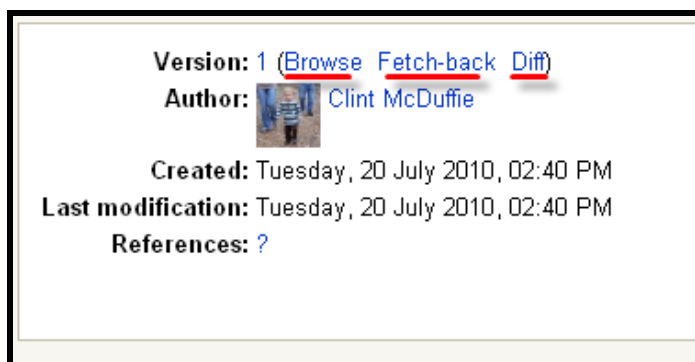 Version: 1 (Browse Fetch-back Diff)
Author: Clint McDuffie
Created: Tuesday, 20 July 2010, 02:40 PM
Last modification: Tuesday, 20 July 2010, 02:40 PM
References: ?